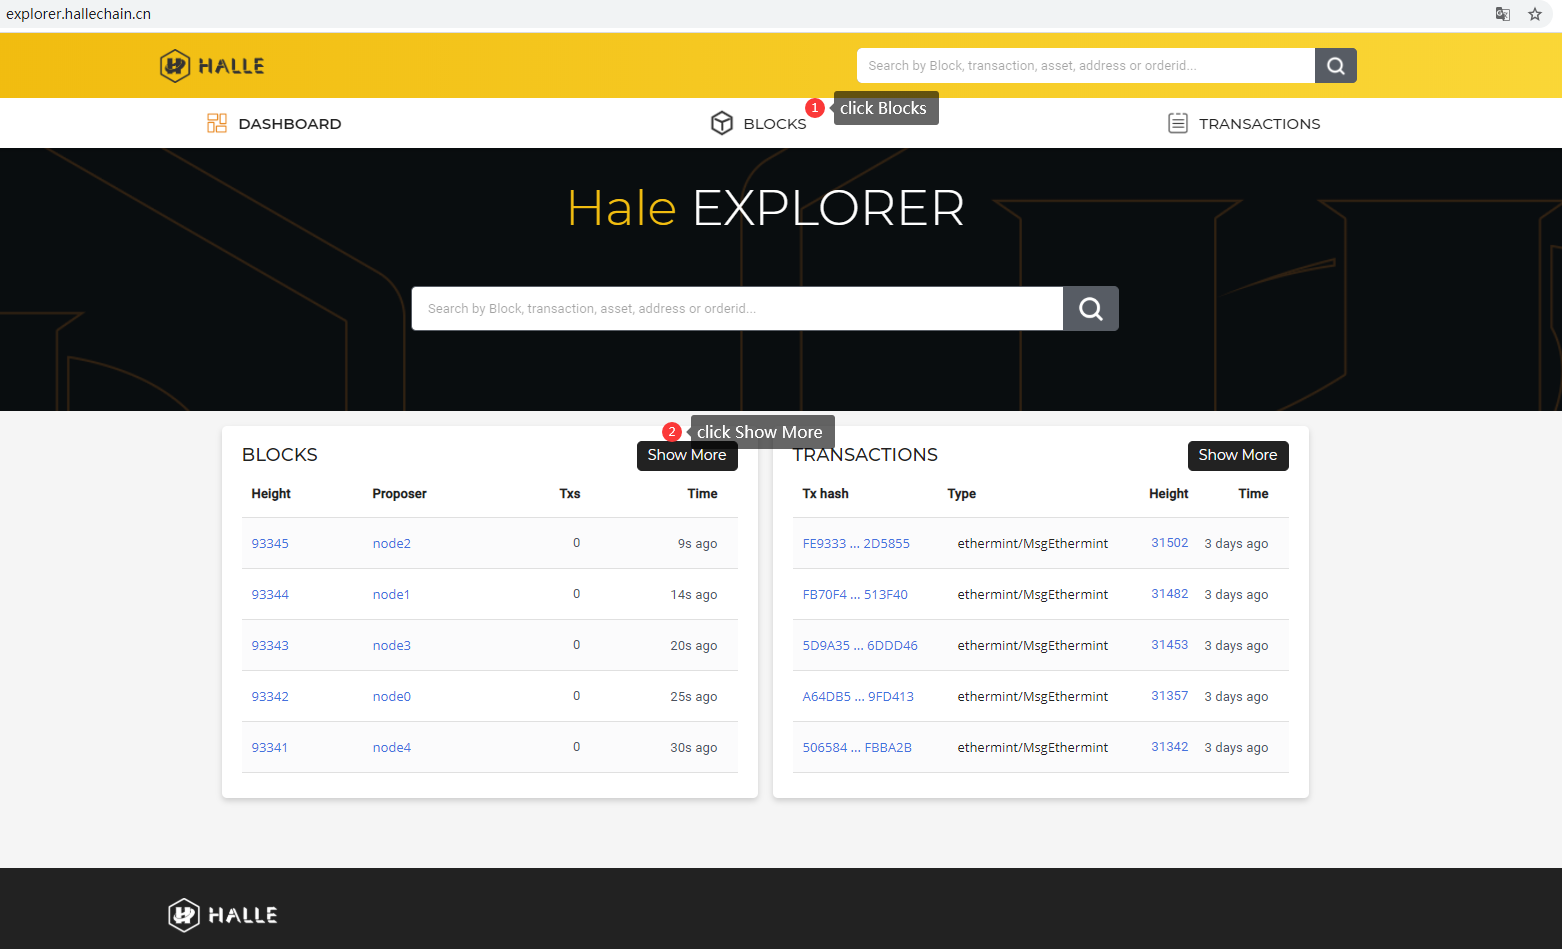 explorer.hallechain.cn
HALLE
Search by Block, transaction, asset, address or orderid...
DASHBOARD
BLOCKS
1
click Blocks
TRANSACTIONS
Hale EXPLORER
Search by Block, transaction, asset, address or orderid...
2
click Show More
BLOCKS
Show More
Height Proposer Txs Time
93345 node2 0 9s ago
93344 node1 0 14s ago
93343 node3 0 20s ago
93342 node0 0 25s ago
93341 node4 0 30s ago
TRANSACTIONS
Show More
Tx hash Type Height Time
FE9333 ... 2D5855 ethermint/MsgEthermint 31502 3 days ago
FB70F4 ... 513F40 ethermint/MsgEthermint 31482 3 days ago
5D9A35 ... 6DDD46 ethermint/MsgEthermint 31453 3 days ago
A64DB5 ... 9FD413 ethermint/MsgEthermint 31357 3 days ago
506584 ... FBBA2B ethermint/MsgEthermint 31342 3 days ago
HALLE